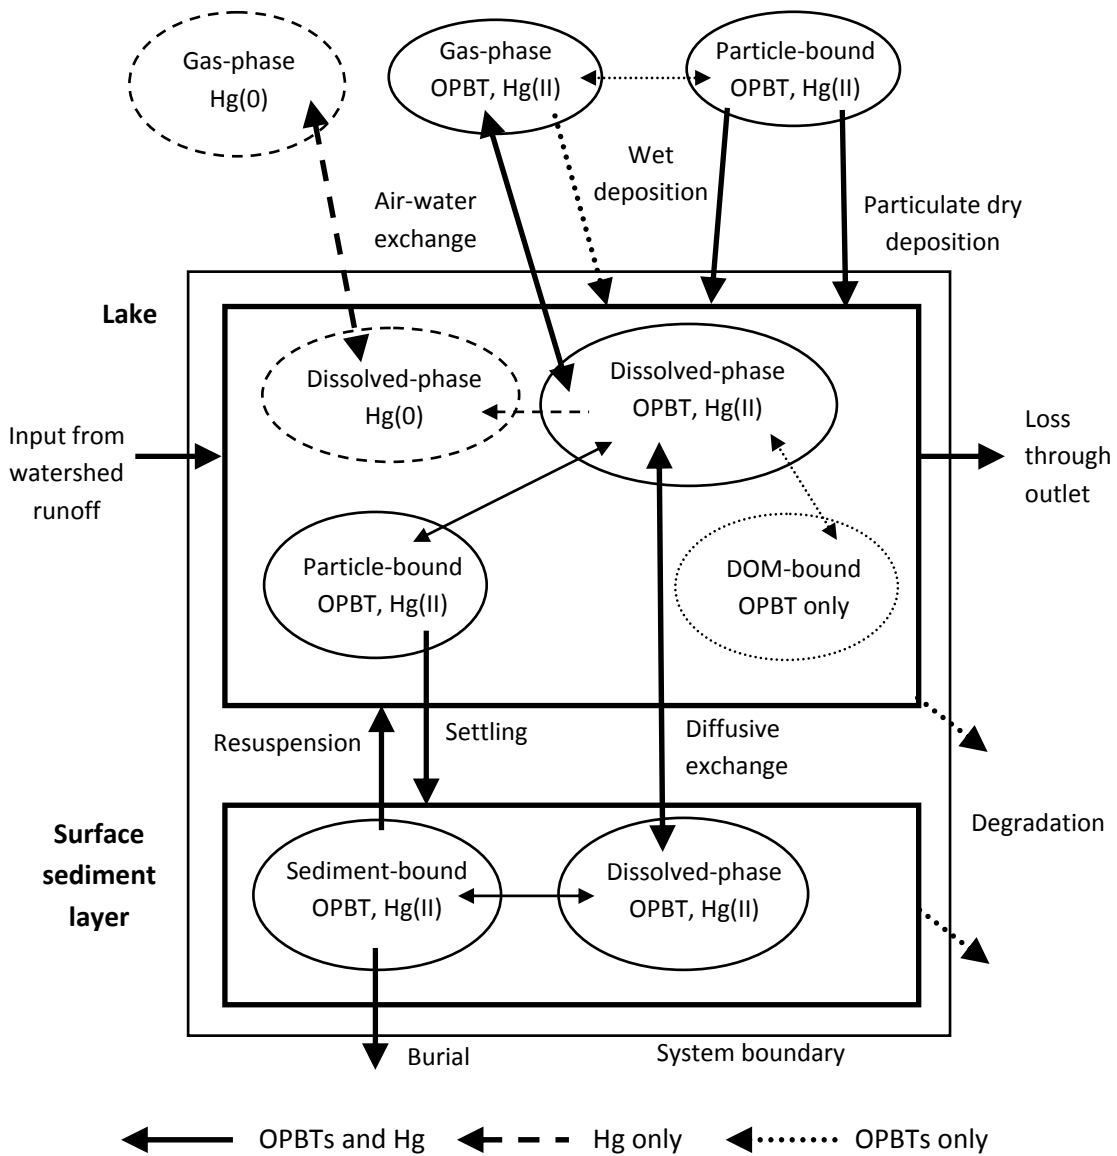 Gas-phase
Hg(0)
Gas-phase
OPBT, Hg(II)
Particle-bound
OPBT, Hg(II)
Air-water
exchange
Wet
deposition
Particulate dry
deposition
Lake
Dissolved-phase
Hg(0)
Dissolved-phase
OPBT, Hg(II)
Input from
watershed
runoff
Loss
through
outlet
Particle-bound
OPBT, Hg(II)
DOM-bound
OPBT only
Resuspension
Settling
Diffusive
exchange
Degradation
Surface
sediment
layer
Sediment-bound
OPBT, Hg(II)
Dissolved-phase
OPBT, Hg(II)
Burial
System boundary
OPBTs and Hg
Hg only
OPBTs only